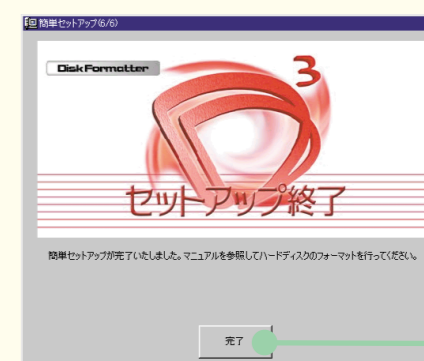 簡単セットアップ(6/6)
DiskFormatter
3
セットアップ終了
簡単セットアップが完了いたしました。マニュアルを参照してハードディスクのフォーマットを行ってください。
完了